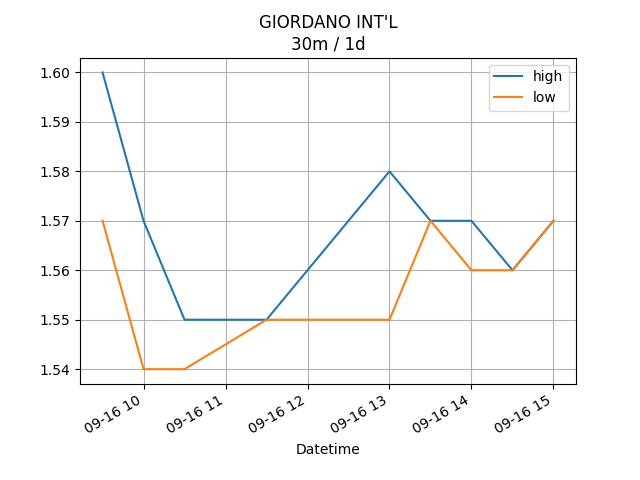 GIORDANO INT'L
30m / 1d
high
low
1.60
1.59
1.58
1.57
1.56
1.55
1.54
09-16 10
09-16 11
09-16 12
09-16 13
09-16 14
09-16 15
Datetime